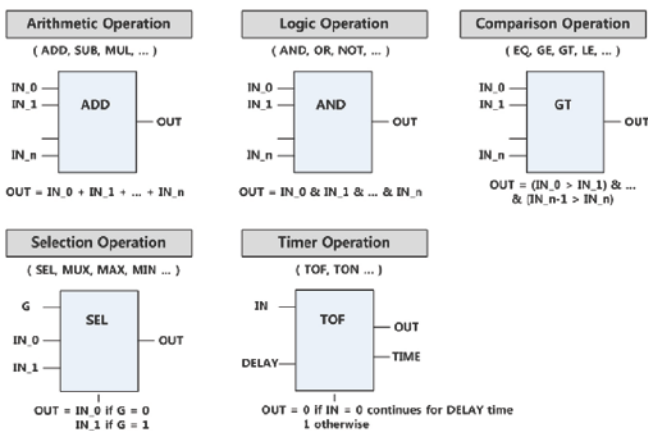 Arithmetic Operation
( ADD, SUB, MUL, ... )
IN_0
IN_1
ADD
OUT
IN_n
OUT = IN_0 + IN_1 + ... + IN_n
Logic Operation
( AND, OR, NOT, ... )
IN_0
IN_1
AND
OUT
IN_n
OUT = IN_0 & IN_1 & ... & IN_n
Comparison Operation
( EQ, GE, GT, LE, ... )
IN_0
IN_1
GT
OUT
IN_n
OUT = (IN_0 > IN_1) & ...
& (IN_n-1 > IN_n)
Selection Operation
( SEL, MUX, MAX, MIN ... )
G
SEL
IN_0
OUT
IN_1
OUT = IN_0 if G = 0
IN_1 if G = 1
Timer Operation
( TOF, TON ... )
IN
TOF
OUT
TIME
DELAY
OUT = 0 if IN = 0 continues for DELAY time
1 otherwise